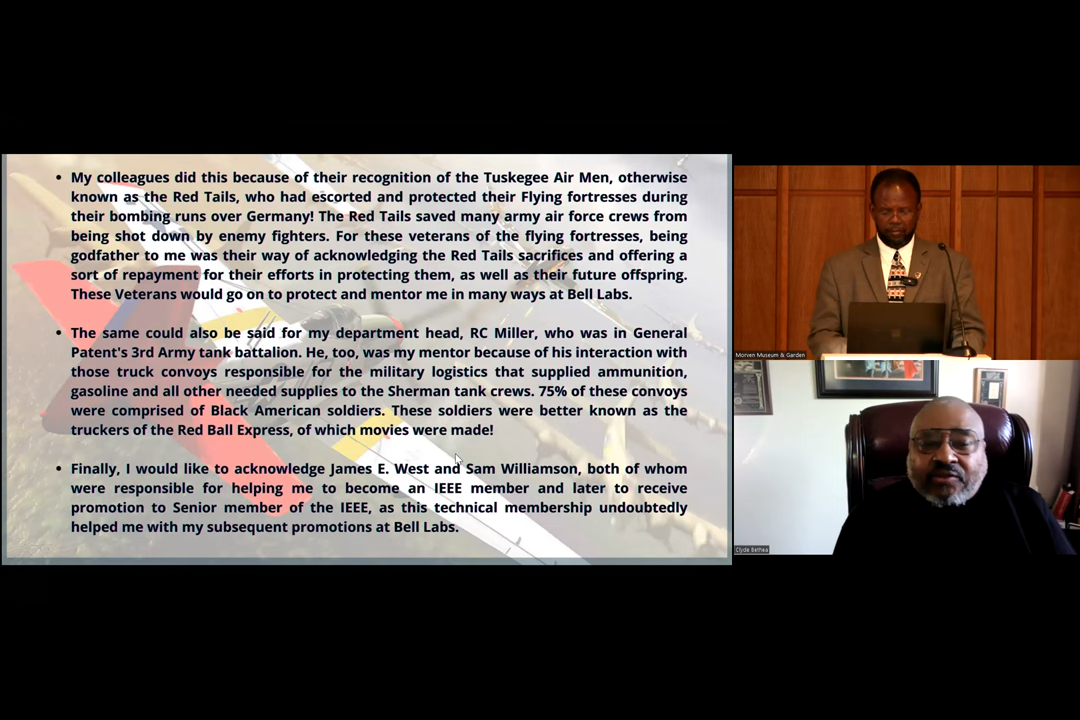 • My colleagues did this because of their recognition of the Tuskegee Air Men, otherwise
known as the Red Tails, who had escorted and protected their Flying fortresses during
their bombing runs over Germany! The Red Tails saved many army air force crews from
being shot down by enemy fighters. For these veterans of the flying fortresses, being
godfather to me was their way of acknowledging the Red Tails sacrifices and offering a
sort of repayment for their efforts in protecting them, as well as their future offspring.
These Veterans would go on to protect and mentor me in many ways at Bell Labs.
• The same could also be said for my department head, RC Miller, who was in General
Patent's 3rd Army tank battalion. He, too, was my mentor because of his interaction with
those truck convoys responsible for the military logistics that supplied ammunition,
gasoline and all other needed supplies to the Sherman tank crews. 75% of these convoys
were comprised of Black American soldiers. These soldiers were better known as the
truckers of the Red Ball Express, of which movies were made!
• Finally, I would like to acknowledge James E. West and Sam Williamson, both of whom
were responsible for helping me to become an IEEE member and later to receive
promotion to Senior member of the IEEE, as this technical membership undoubtedly
helped me with my subsequent promotions at Bell Labs.
Morven Museum & Garden
Clyde Bethea